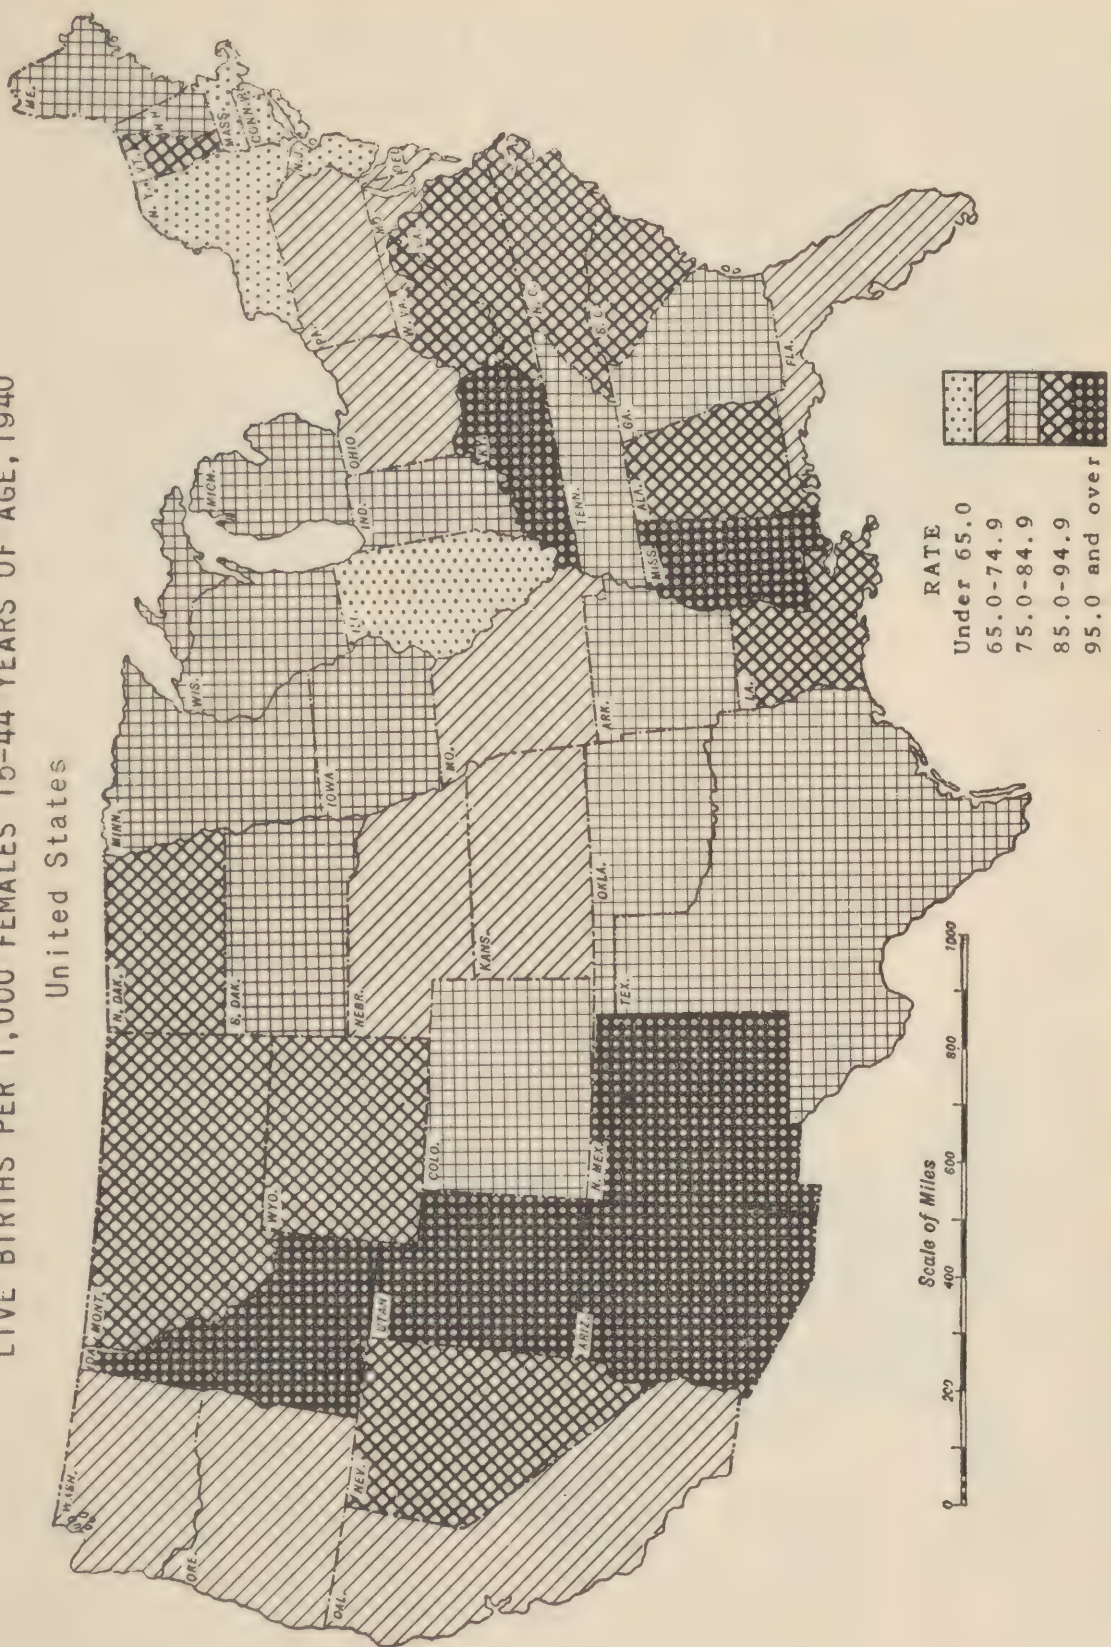 LIVE BIRTHS PER 1,000 FEMALES 15-44 YEARS OF AGE, 1940
United States
WASH.
ORE.
CAL.
NEV.
IDA.
MONT.
WYO.
UTAH
ARIZ.
COLO.
N. MEX.
N. DAK.
S. DAK.
NEBR.
KANS.
OKLA.
TEX.
MINN.
IOWA
MO.
ARK.
LA.
WIS.
ILL.
MICH.
IND.
OHIO
KY.
TENN.
MISS.
ALA.
GA.
FLA.
S. C.
N. C.
VA.
W. VA.
MD.
DEL.
PA.
N. J.
N. Y.
CONN.
R. I.
MASS.
VT.
N. H.
ME.
RATE
Under 65.0
65.0-74.9
75.0-84.9
85.0-94.9
95.0 and over
Scale of Miles
0 200 400 600 800 1000